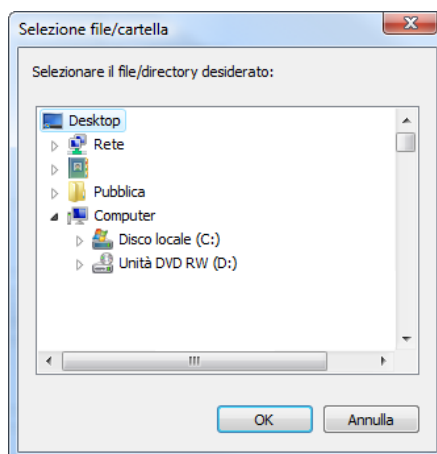 Selezione file/cartella
Selezionare il file/directory desiderato:
Desktop
Rete
Pubblica
Computer
Disco locale (C:)
Unità DVD RW (D:)
OK
Annulla